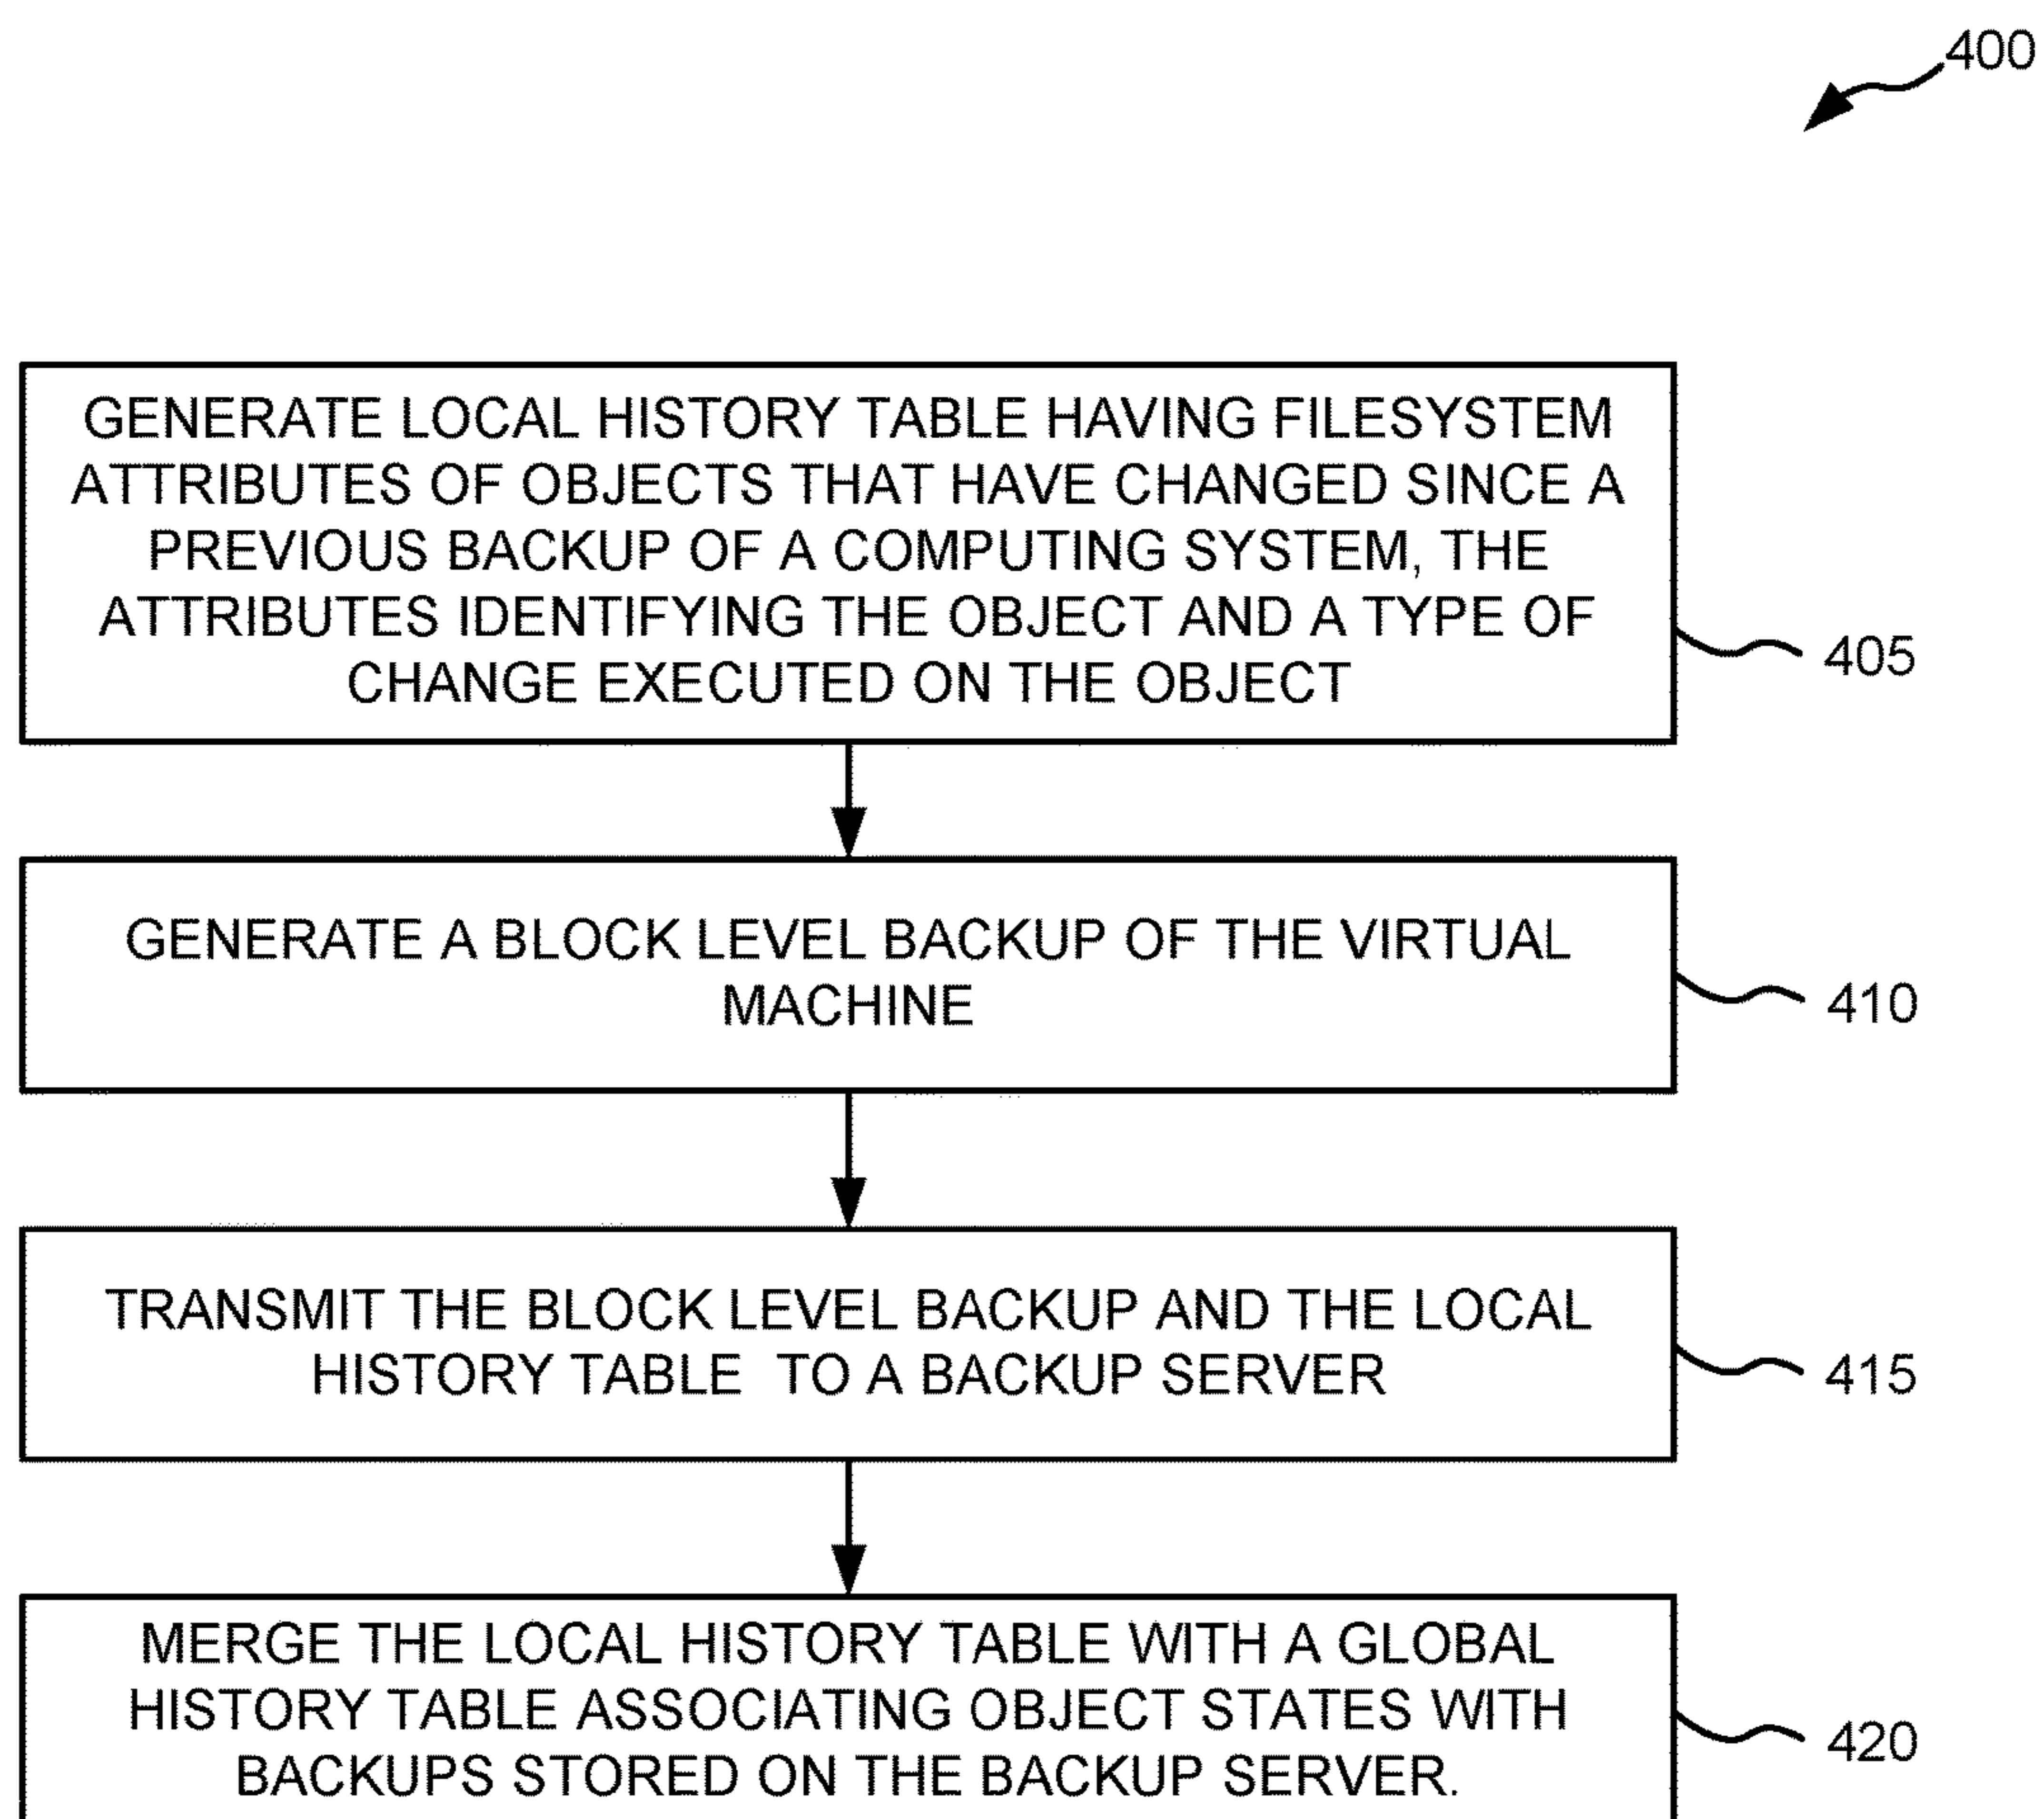 400
GENERATE LOCAL HISTORY TABLE HAVING FILESYSTEM
ATTRIBUTES OF OBJECTS THAT HAVE CHANGED SINCE A
PREVIOUS BACKUP OF A COMPUTING SYSTEM, THE
ATTRIBUTES IDENTIFYING THE OBJECT AND A TYPE OF
CHANGE EXECUTED ON THE OBJECT
405
GENERATE A BLOCK LEVEL BACKUP OF THE VIRTUAL
MACHINE
410
TRANSMIT THE BLOCK LEVEL BACKUP AND THE LOCAL
HISTORY TABLE  TO A BACKUP SERVER
415
MERGE THE LOCAL HISTORY TABLE WITH A GLOBAL
HISTORY TABLE ASSOCIATING OBJECT STATES WITH
BACKUPS STORED ON THE BACKUP SERVER.
420